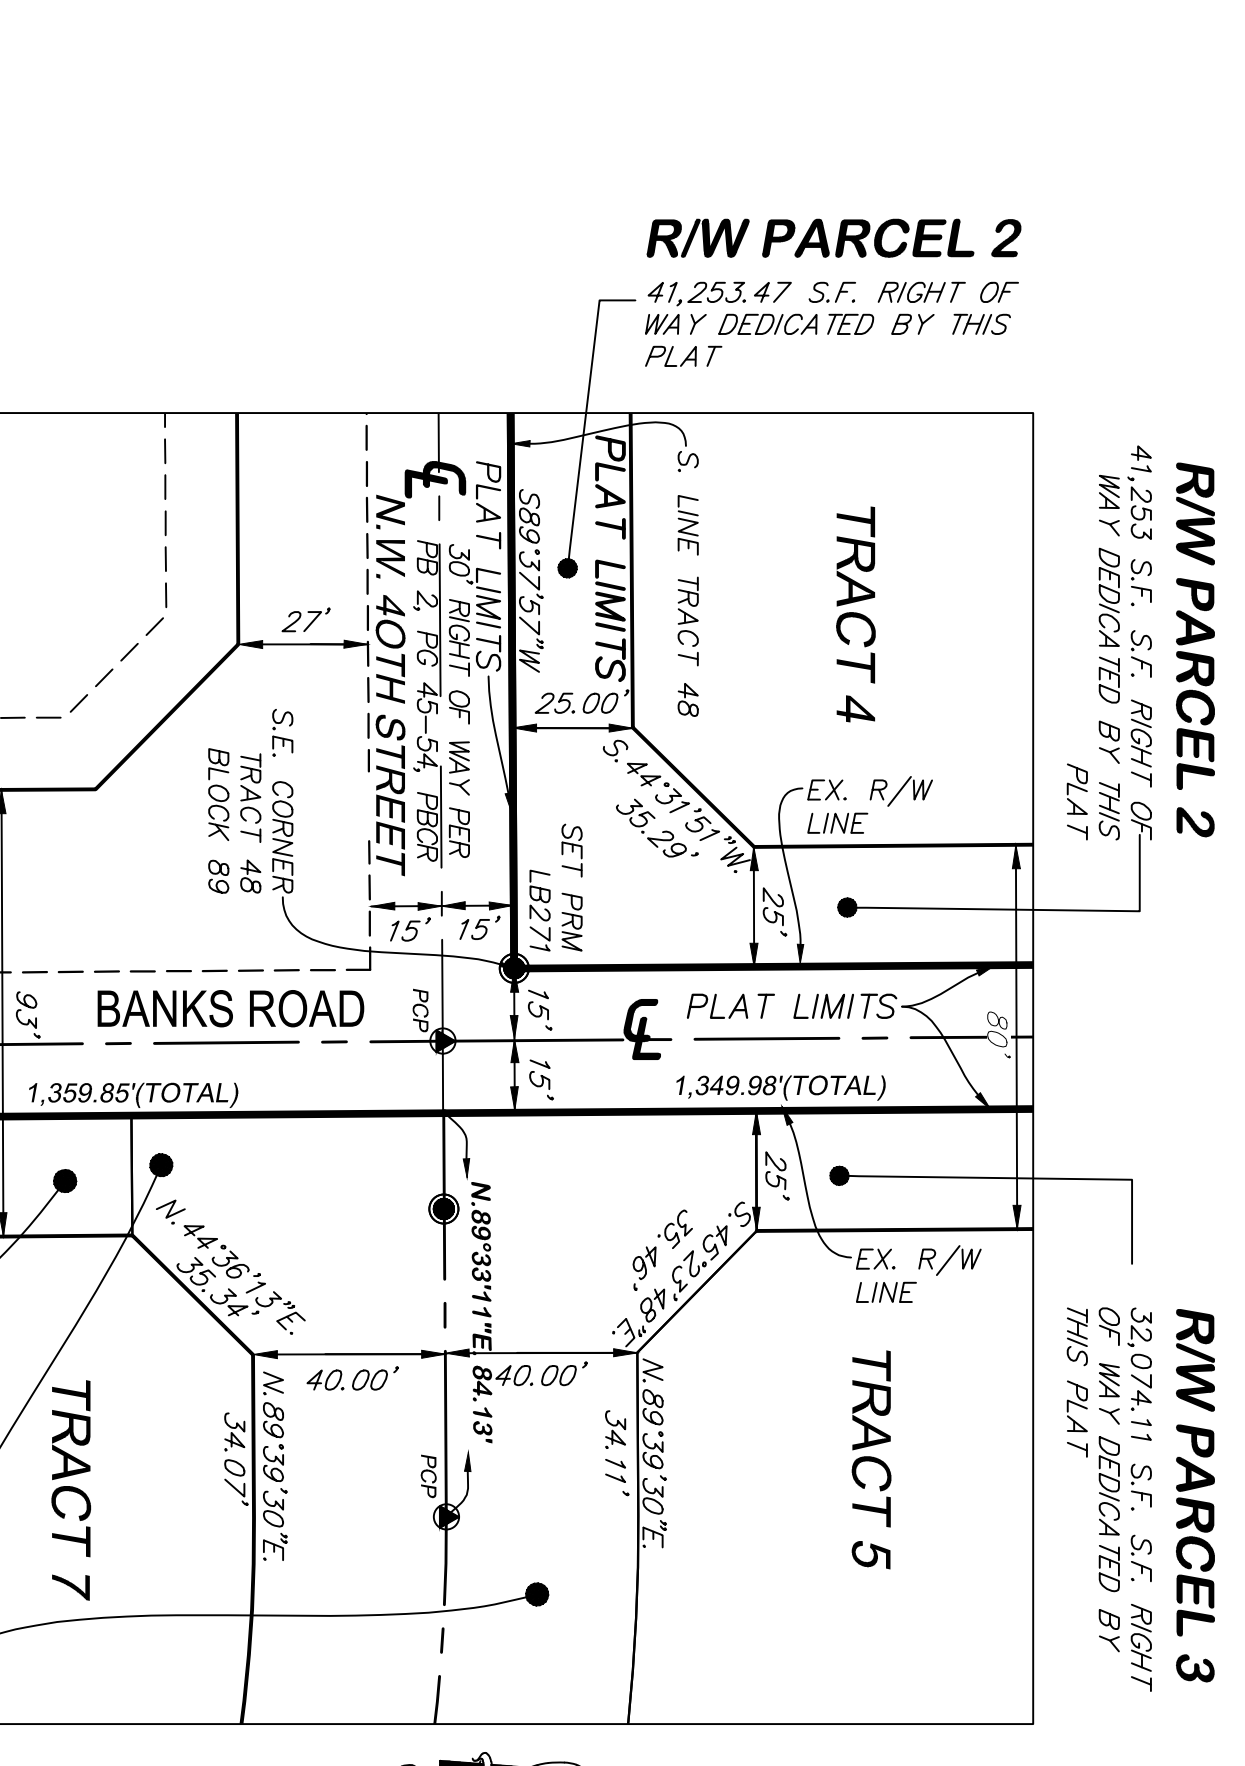 R/W PARCEL 2
41,253.47 S.F. RIGHT OF
WAY DEDICATED BY THIS
PLAT
R/W PARCEL 2
41,253 S.F. S.F. RIGHT OF
WAY DEDICATED BY THIS
PLAT
R/W PARCEL 3
32,074.11 S.F. S.F. RIGHT
OF WAY DEDICATED BY
THIS PLAT
TRACT 4
S. LINE TRACT 48
PLAT LIMITS
S89°37'57"W
PLAT LIMITS
30' RIGHT OF WAY PER
PB 2, PG 45-54, PBCR
N.W. 40TH STREET
27'
25.00'
S. 44°31'51"W.
35.29'
EX. R/W
LINE
25'
S.E. CORNER
TRACT 48
BLOCK 89
SET PRM
LB271
15'
15'
BANKS ROAD
93'
PCP
15'
15'
PLAT LIMITS
80'
1,359.85'(TOTAL)
1,349.98'(TOTAL)
25'
EX. R/W
LINE
S. 45°23'48"E.
35.46'
N. 44°36'13"E.
35.34'
N.89°33'11"E. 84.13'
40.00'
40.00'
N.89°39'30"E.
34.07'
N.89°39'30"E.
34.11'
PCP
TRACT 7
TRACT 5